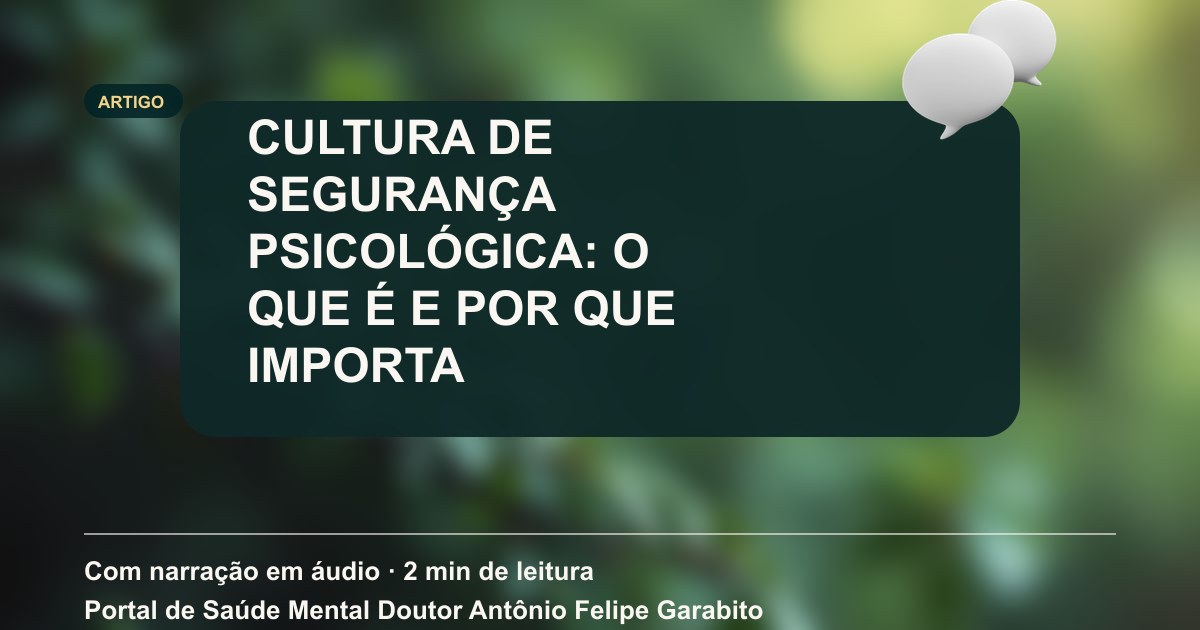 ARTIGO
CULTURA DE
SEGURANÇA
PSICOLÓGICA: O
QUE É E POR QUE
IMPORTA
Com narração em áudio · 2 min de leitura
Portal de Saúde Mental Doutor Antônio Felipe Garabito